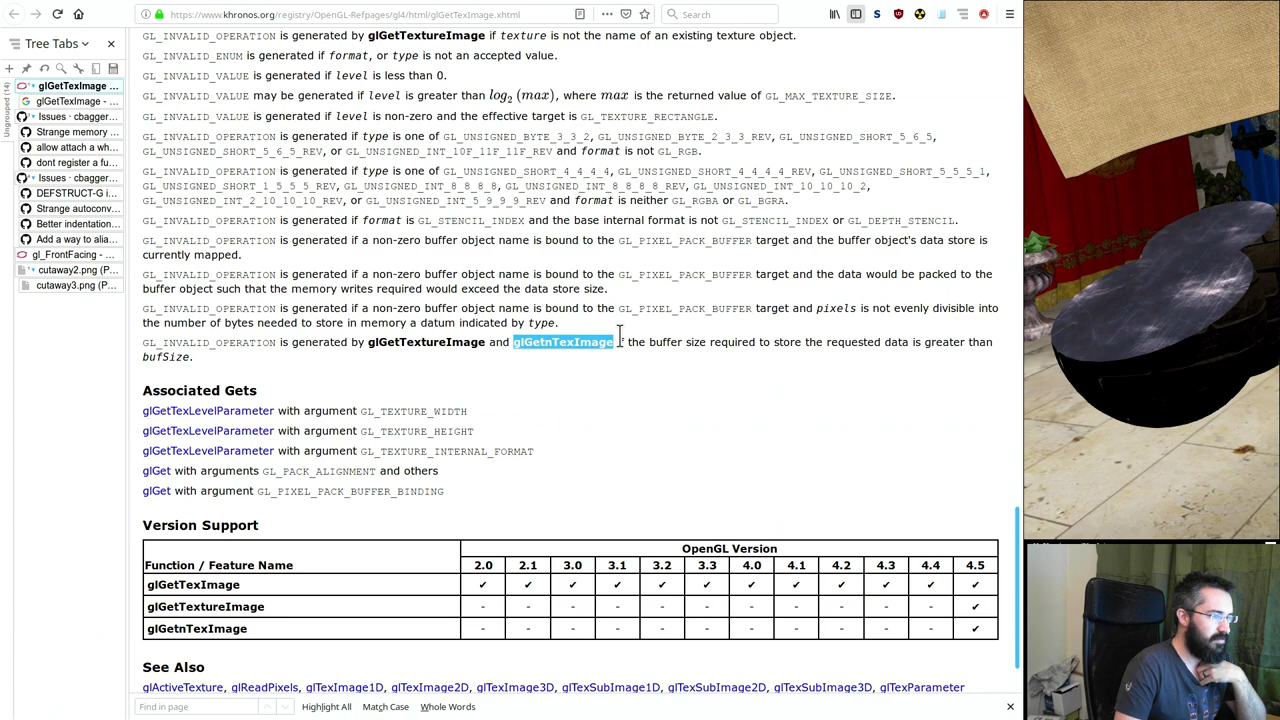 https://www.khronos.org/registry/OpenGL-Refpages/gl4/html/glGetTexImage.xhtml
Search
Tree Tabs
Ungrouped (14)
glGetTexImage ...
glGetTexImage - ...
Issues · cbagger...
Strange memory ...
allow attach a wh...
dont register a fu...
Issues · cbagger...
DEFSTRUCT-G i...
Strange autoconv...
Better indentation...
Add a way to alia...
gl_FrontFacing - ...
cutaway2.png (P...
cutaway3.png (P...
GL_INVALID_OPERATION is generated by glGetTextureImage if texture is not the name of an existing texture object.
GL_INVALID_ENUM is generated if format, or type is not an accepted value.
GL_INVALID_VALUE is generated if level is less than 0.
GL_INVALID_VALUE may be generated if level is greater than log2 (max), where max is the returned value of GL_MAX_TEXTURE_SIZE.
GL_INVALID_VALUE is generated if level is non-zero and the effective target is GL_TEXTURE_RECTANGLE.
GL_INVALID_OPERATION is generated if type is one of GL_UNSIGNED_BYTE_3_3_2, GL_UNSIGNED_BYTE_2_3_3_REV, GL_UNSIGNED_SHORT_5_6_5,
GL_UNSIGNED_SHORT_5_6_5_REV, or GL_UNSIGNED_INT_10F_11F_11F_REV and format is not GL_RGB.
GL_INVALID_OPERATION is generated if type is one of GL_UNSIGNED_SHORT_4_4_4_4, GL_UNSIGNED_SHORT_4_4_4_4_REV, GL_UNSIGNED_SHORT_5_5_5_1,
GL_UNSIGNED_SHORT_1_5_5_5_REV, GL_UNSIGNED_INT_8_8_8_8, GL_UNSIGNED_INT_8_8_8_8_REV, GL_UNSIGNED_INT_10_10_10_2,
GL_UNSIGNED_INT_2_10_10_10_REV, or GL_UNSIGNED_INT_5_9_9_9_REV and format is neither GL_RGBA or GL_BGRA.
GL_INVALID_OPERATION is generated if format is GL_STENCIL_INDEX and the base internal format is not GL_STENCIL_INDEX or GL_DEPTH_STENCIL.
GL_INVALID_OPERATION is generated if a non-zero buffer object name is bound to the GL_PIXEL_PACK_BUFFER target and the buffer object's data store is
currently mapped.
GL_INVALID_OPERATION is generated if a non-zero buffer object name is bound to the GL_PIXEL_PACK_BUFFER target and the data would be packed to the
buffer object such that the memory writes required would exceed the data store size.
GL_INVALID_OPERATION is generated if a non-zero buffer object name is bound to the GL_PIXEL_PACK_BUFFER target and pixels is not evenly divisible into
the number of bytes needed to store in memory a datum indicated by type.
GL_INVALID_OPERATION is generated by glGetTextureImage and glGetnTexImage if the buffer size required to store the requested data is greater than
bufSize.
Associated Gets
glGetTexLevelParameter with argument GL_TEXTURE_WIDTH
glGetTexLevelParameter with argument GL_TEXTURE_HEIGHT
glGetTexLevelParameter with argument GL_TEXTURE_INTERNAL_FORMAT
glGet with arguments GL_PACK_ALIGNMENT and others
glGet with argument GL_PIXEL_PACK_BUFFER_BINDING
Version Support
OpenGL Version
Function / Feature Name 2.0 2.1 3.0 3.1 3.2 3.3 4.0 4.1 4.2 4.3 4.4 4.5
glGetTexImage ✔ ✔ ✔ ✔ ✔ ✔ ✔ ✔ ✔ ✔ ✔ ✔
glGetTextureImage - - - - - - - - - - - ✔
glGetnTexImage - - - - - - - - - - - ✔
See Also
glActiveTexture, glReadPixels, glTexImage1D, glTexImage2D, glTexImage3D, glTexSubImage1D, glTexSubImage2D, glTexSubImage3D, glTexParameter
Find in page
Highlight All Match Case Whole Words